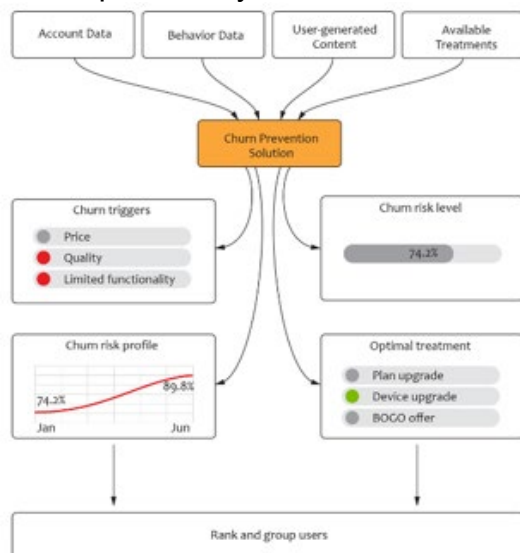 Account Data
Behavior Data
User-generated
Content
Available
Treatments
Churn Prevention
Solution
Churn triggers
Price
Quality
Limited functionality
Churn risk level
74.2%
Churn risk profile
74.2%
89.8%
Jan
Jun
Optimal treatment
Plan upgrade
Device upgrade
BOGO offer
Rank and group users